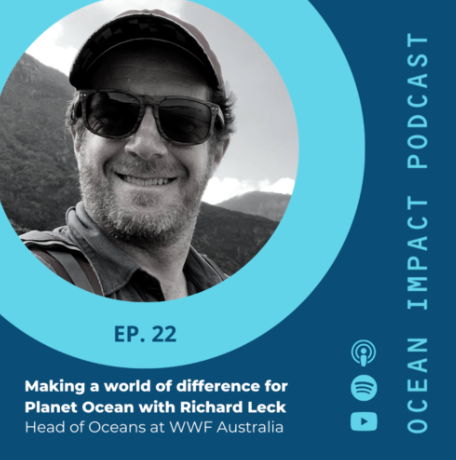 EP. 22
Making a world of difference for
Planet Ocean with Richard Leck
Head of Oceans at WWF Australia
OCEAN IMPACT PODCAST